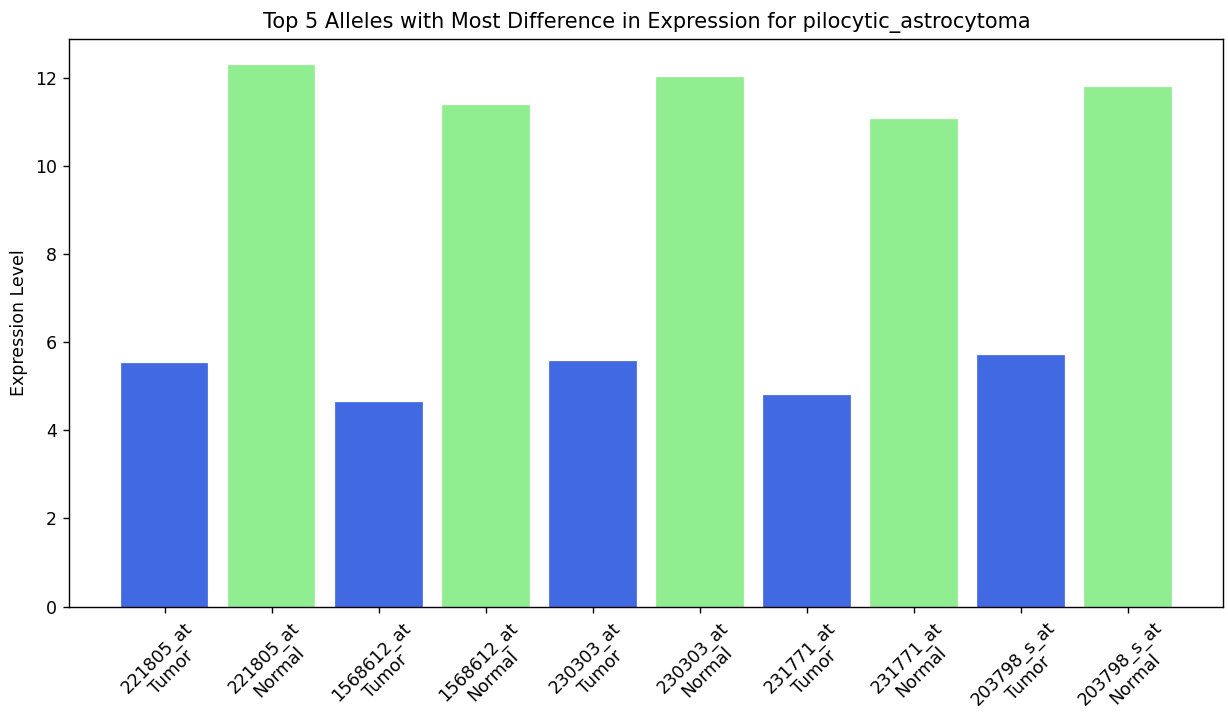 Top 5 Alleles with Most Difference in Expression for pilocytic_astrocytoma
Expression Level
12
10
8
6
4
2
0
221805_at
Tumor
221805_at
Normal
1568612_at
Tumor
1568612_at
Normal
230303_at
Tumor
230303_at
Normal
231771_at
Tumor
231771_at
Normal
203798_s_at
Tumor
203798_s_at
Normal